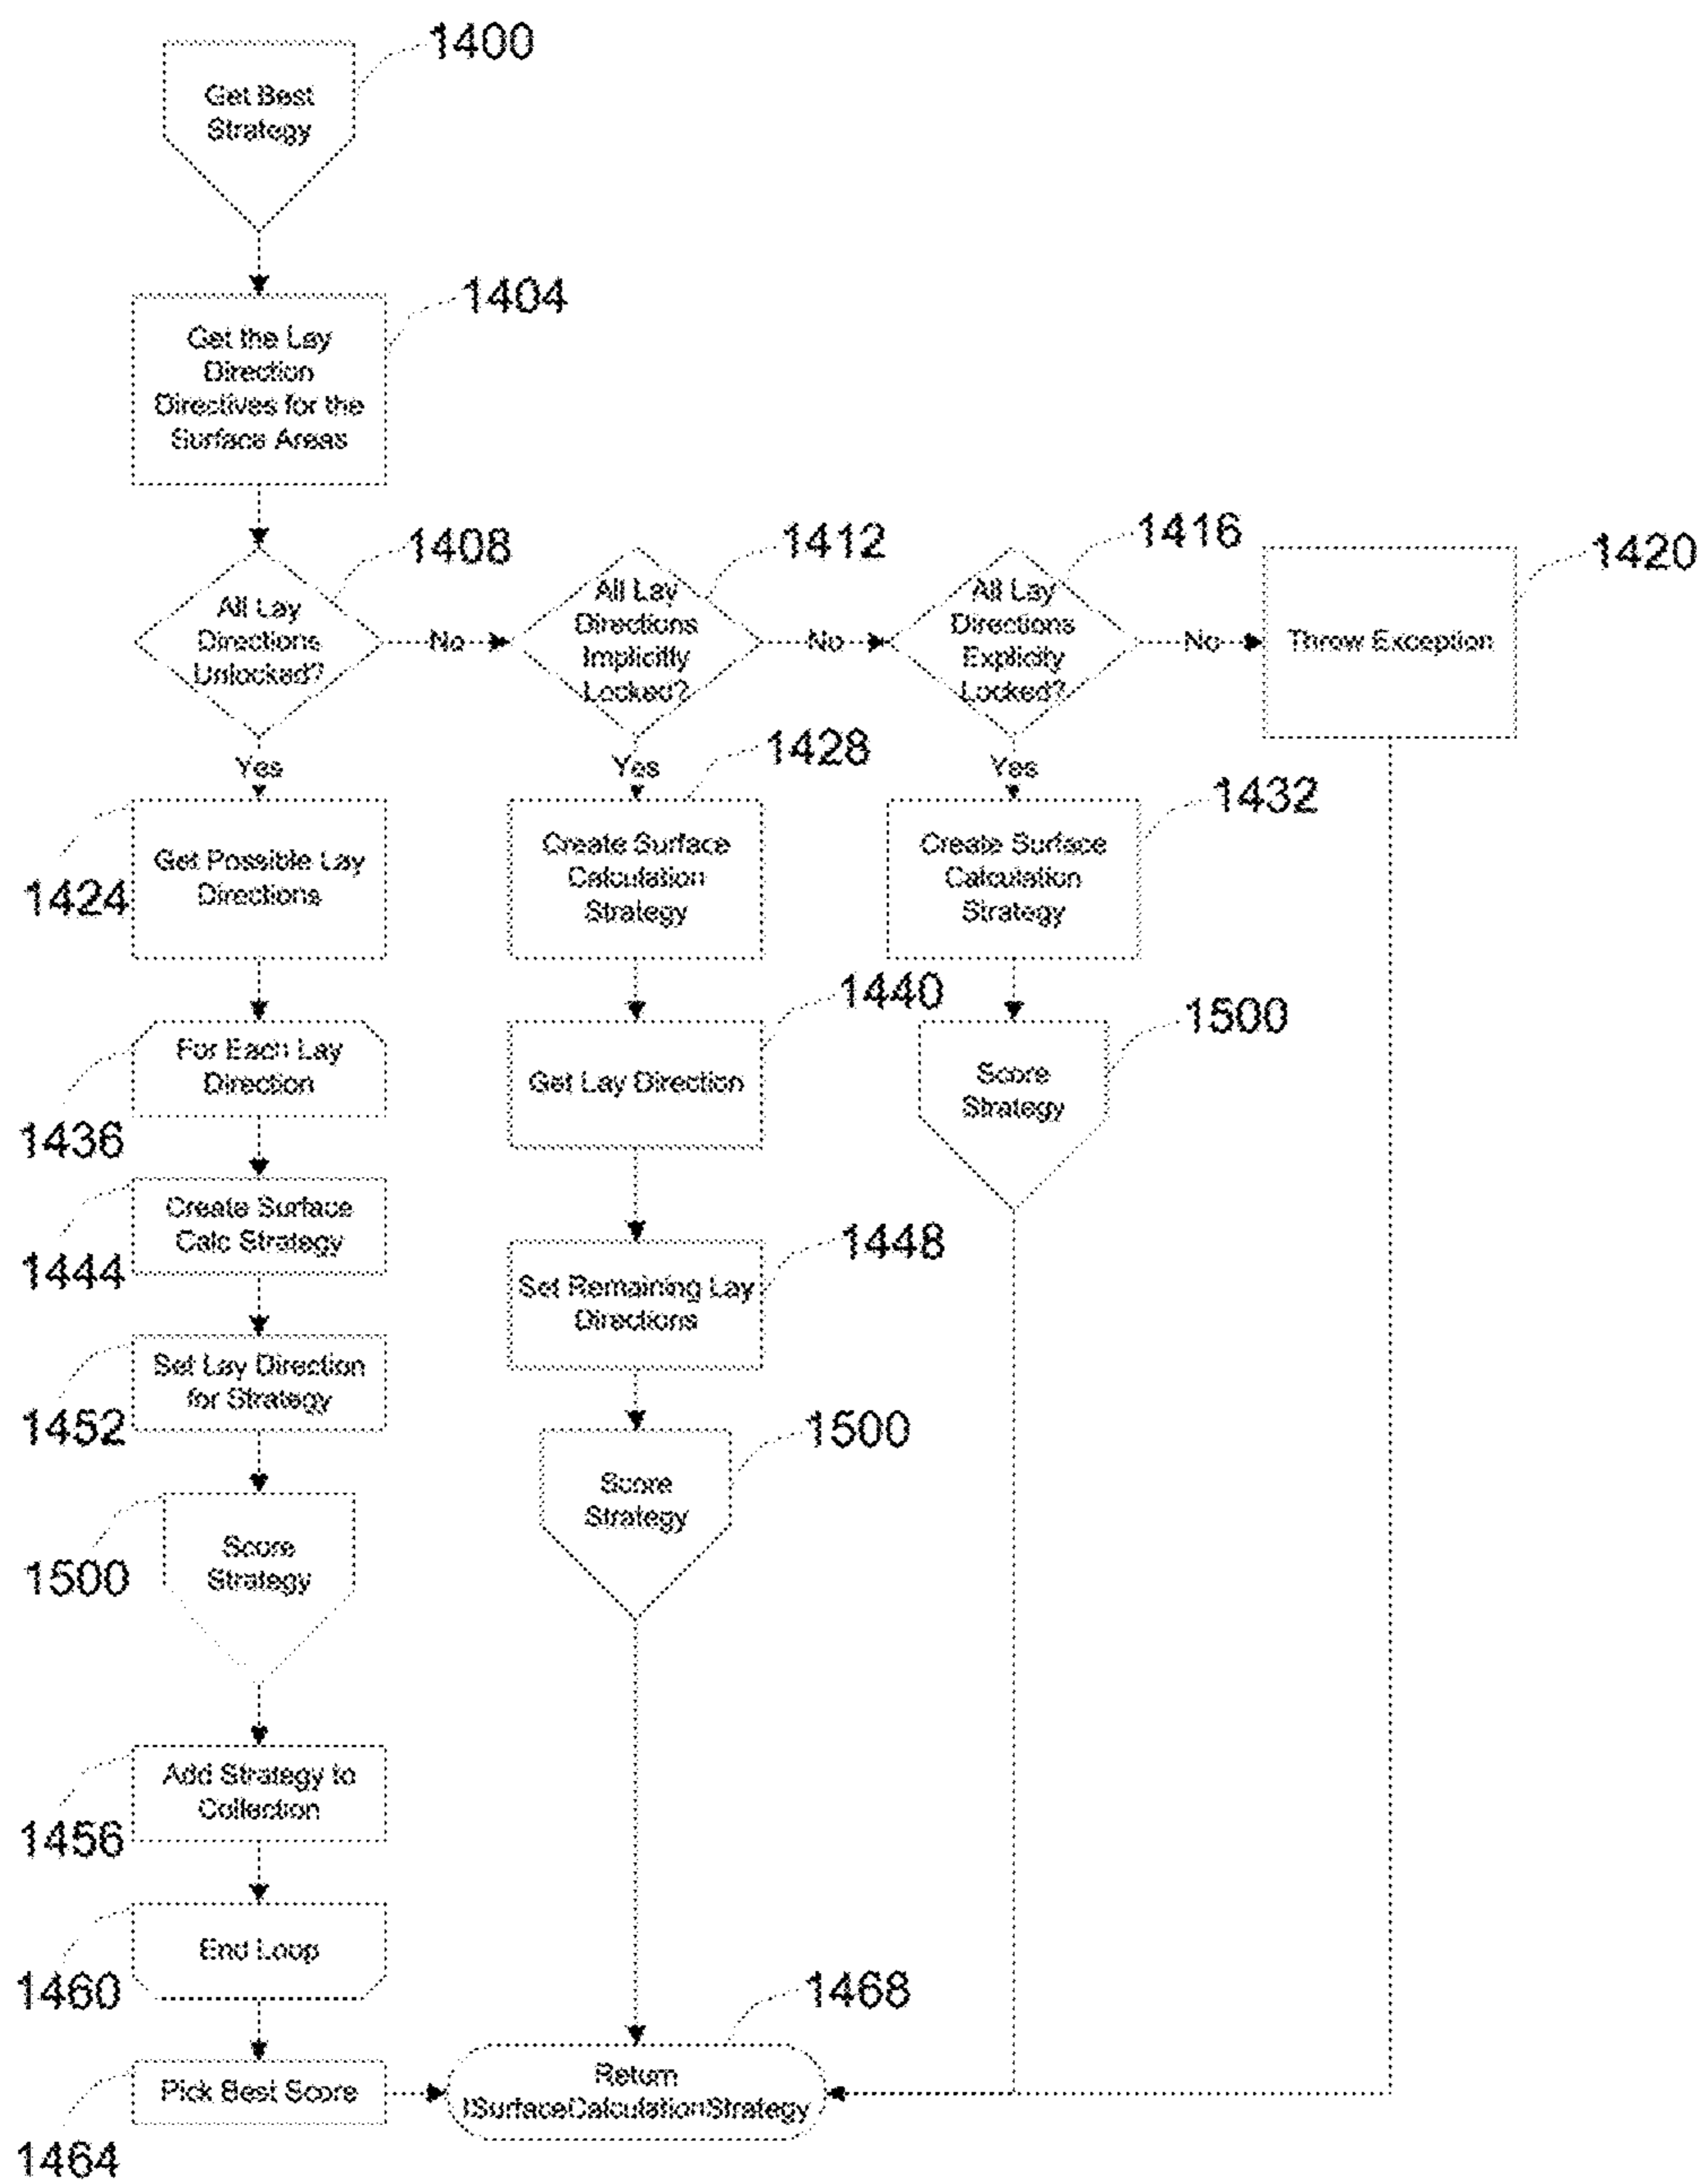 1400
Get Best
Strategy
1404
Get the Lay
Direction
Directives for the
Surface Areas
1408
All Lay
Directions
Unlocked?
No
1412
All Lay
Directions
Implicitly
Locked?
No
1416
All Lay
Directions
Explicity
Locked?
No
1420
Throw Exception
Yes
Yes
Yes
1424
Get Possible Lay
Directions
1428
Create Surface
Calculation
Strategy
1432
Create Surface
Calculation
Strategy
1436
For Each Lay
Direction
1440
Get Lay Direction
1500
Score
Strategy
1444
Create Surface
Calc Strategy
1448
Set Remaining Lay
Directions
1452
Set Lay Direction
for Strategy
1500
Score
Strategy
1500
Score
Strategy
1456
Add Strategy to
Collection
1460
End Loop
1464
Pick Best Score
1468
Return
ISurfaceCalculationStrategy